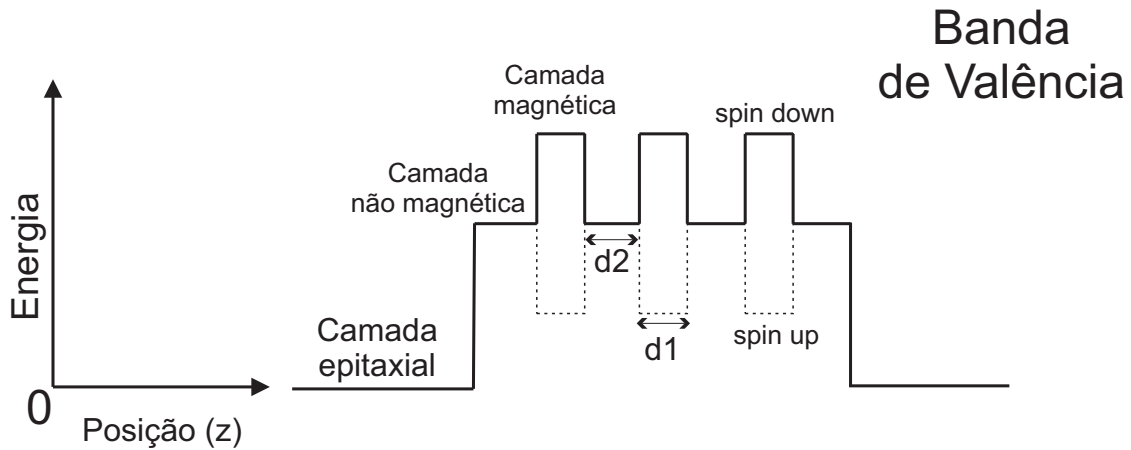 Banda
de Valência
Camada
magnética
spin down
Camada
não magnética
Energia
d2
Camada
epitaxial
d1
spin up
0
Posição (z)